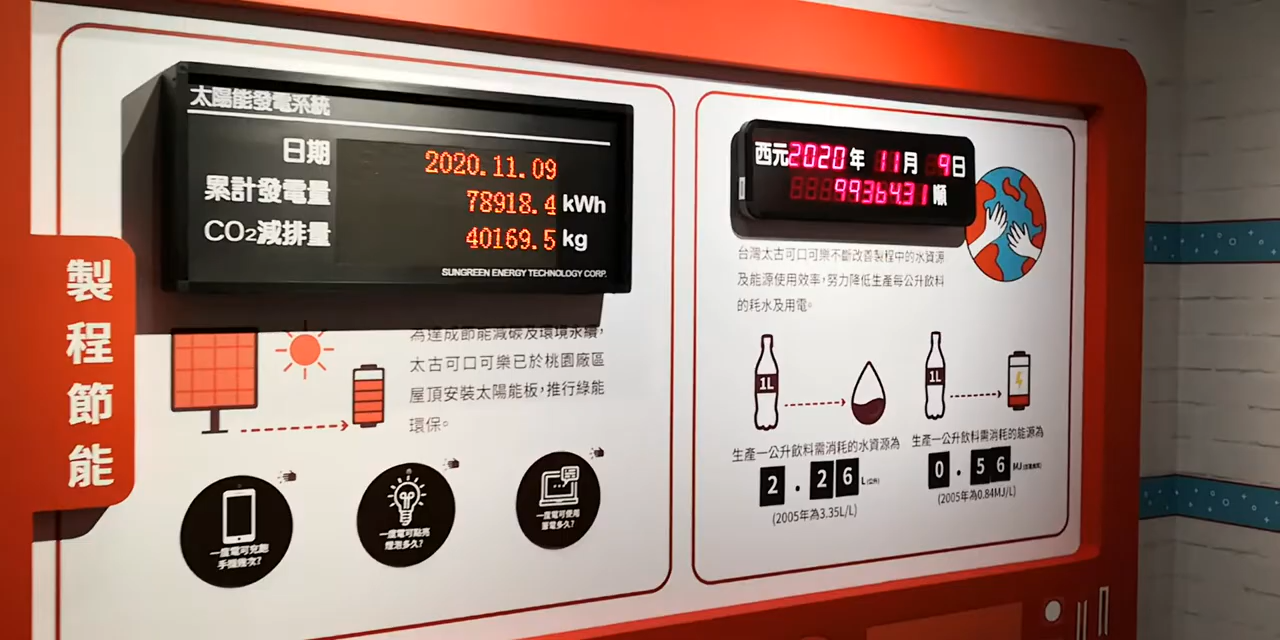 製程節能
太陽能發電系統
日期 2020.11.09
累計發電量 78918.4 kWh
CO₂減排量 40169.5 kg
SUNGREEN ENERGY TECHNOLOGY CORP.
為達成節能減碳及環境永續，
太古可口可樂已於桃園廠區
屋頂安裝太陽能板，推行綠能
環保。
一度電可充飽
手機幾次？
一度電可點亮
燈泡多久？
一度電可使用
筆電多久？
西元2020年11月9日
台灣太古可口可樂不斷改善製程中的水資源
及能源使用效率，努力降低生產每公升飲料
的耗水及用電。
1L
生產一公升飲料需消耗的水資源為
2.26 L
(2005年為3.35L/L)
1L
生產一公升飲料需消耗的能源為
0.56 MJ
(2005年為0.84MJ/L)